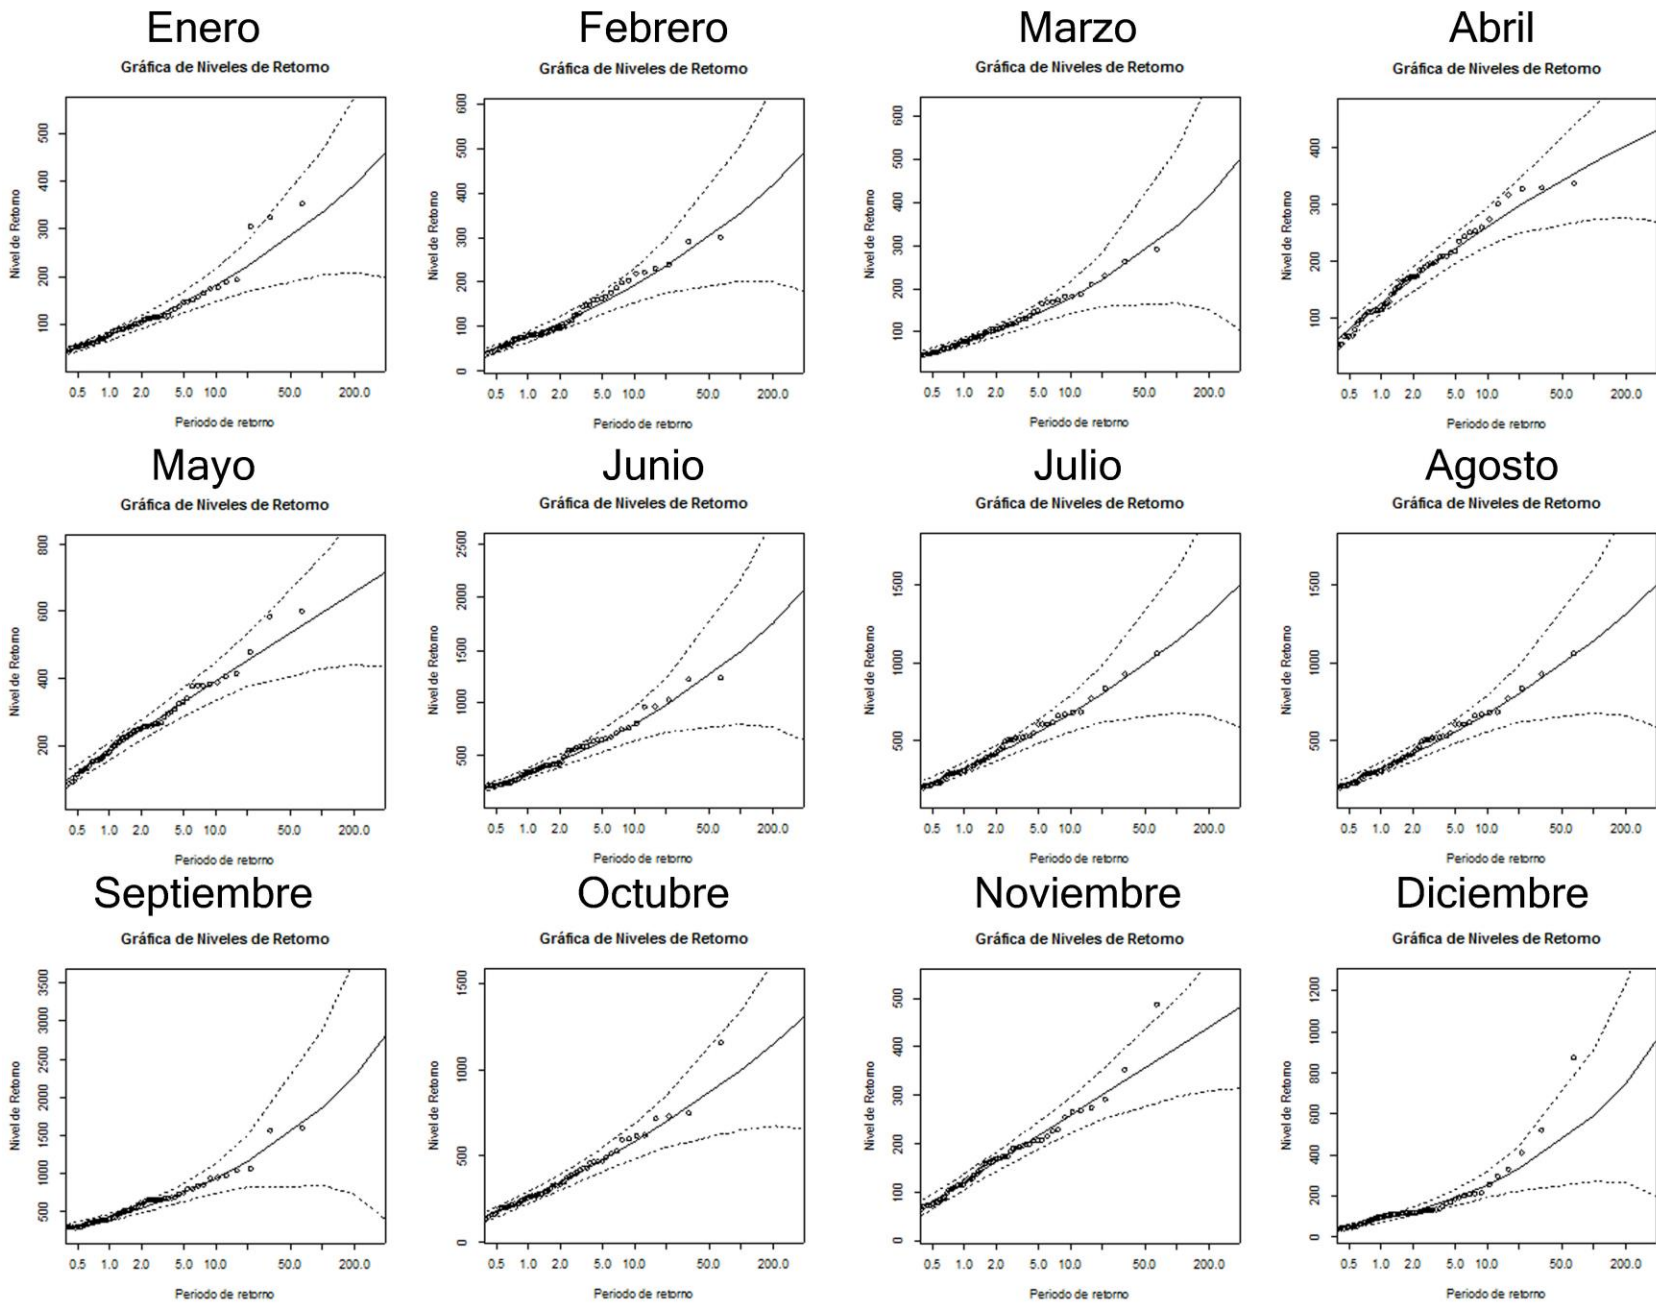 Enero
Gráfica de Niveles de Retorno
Nivel de Retorno
500
400
300
200
100
0.5 1.0 2.0 5.0 10.0 50.0 200.0
Periodo de retorno
Febrero
Gráfica de Niveles de Retorno
Nivel de Retorno
600
500
400
300
200
100
0
0.5 1.0 2.0 5.0 10.0 50.0 200.0
Periodo de retorno
Marzo
Gráfica de Niveles de Retorno
Nivel de Retorno
600
500
400
300
200
100
0.5 1.0 2.0 5.0 10.0 50.0 200.0
Periodo de retorno
Abril
Gráfica de Niveles de Retorno
Nivel de Retorno
400
300
200
100
0.5 1.0 2.0 5.0 10.0 50.0 200.0
Periodo de retorno
Mayo
Gráfica de Niveles de Retorno
Nivel de Retorno
800
600
400
200
0.5 1.0 2.0 5.0 10.0 50.0 200.0
Periodo de retorno
Junio
Gráfica de Niveles de Retorno
Nivel de Retorno
2500
2000
1500
1000
500
0.5 1.0 2.0 5.0 10.0 50.0 200.0
Periodo de retorno
Julio
Gráfica de Niveles de Retorno
Nivel de Retorno
1500
1000
500
0.5 1.0 2.0 5.0 10.0 50.0 200.0
Periodo de retorno
Agosto
Gráfica de Niveles de Retorno
Nivel de Retorno
1500
1000
500
0.5 1.0 2.0 5.0 10.0 50.0 200.0
Periodo de retorno
Septiembre
Gráfica de Niveles de Retorno
Nivel de Retorno
3500
3000
2500
2000
1500
1000
500
0.5 1.0 2.0 5.0 10.0 50.0 200.0
Periodo de retorno
Octubre
Gráfica de Niveles de Retorno
Nivel de Retorno
1500
1000
500
0
0.5 1.0 2.0 5.0 10.0 50.0 200.0
Periodo de retorno
Noviembre
Gráfica de Niveles de Retorno
Nivel de Retorno
500
400
300
200
100
0
0.5 1.0 2.0 5.0 10.0 50.0 200.0
Periodo de retorno
Diciembre
Gráfica de Niveles de Retorno
Nivel de Retorno
1200
1000
800
600
400
200
0
0.5 1.0 2.0 5.0 10.0 50.0 200.0
Periodo de retorno